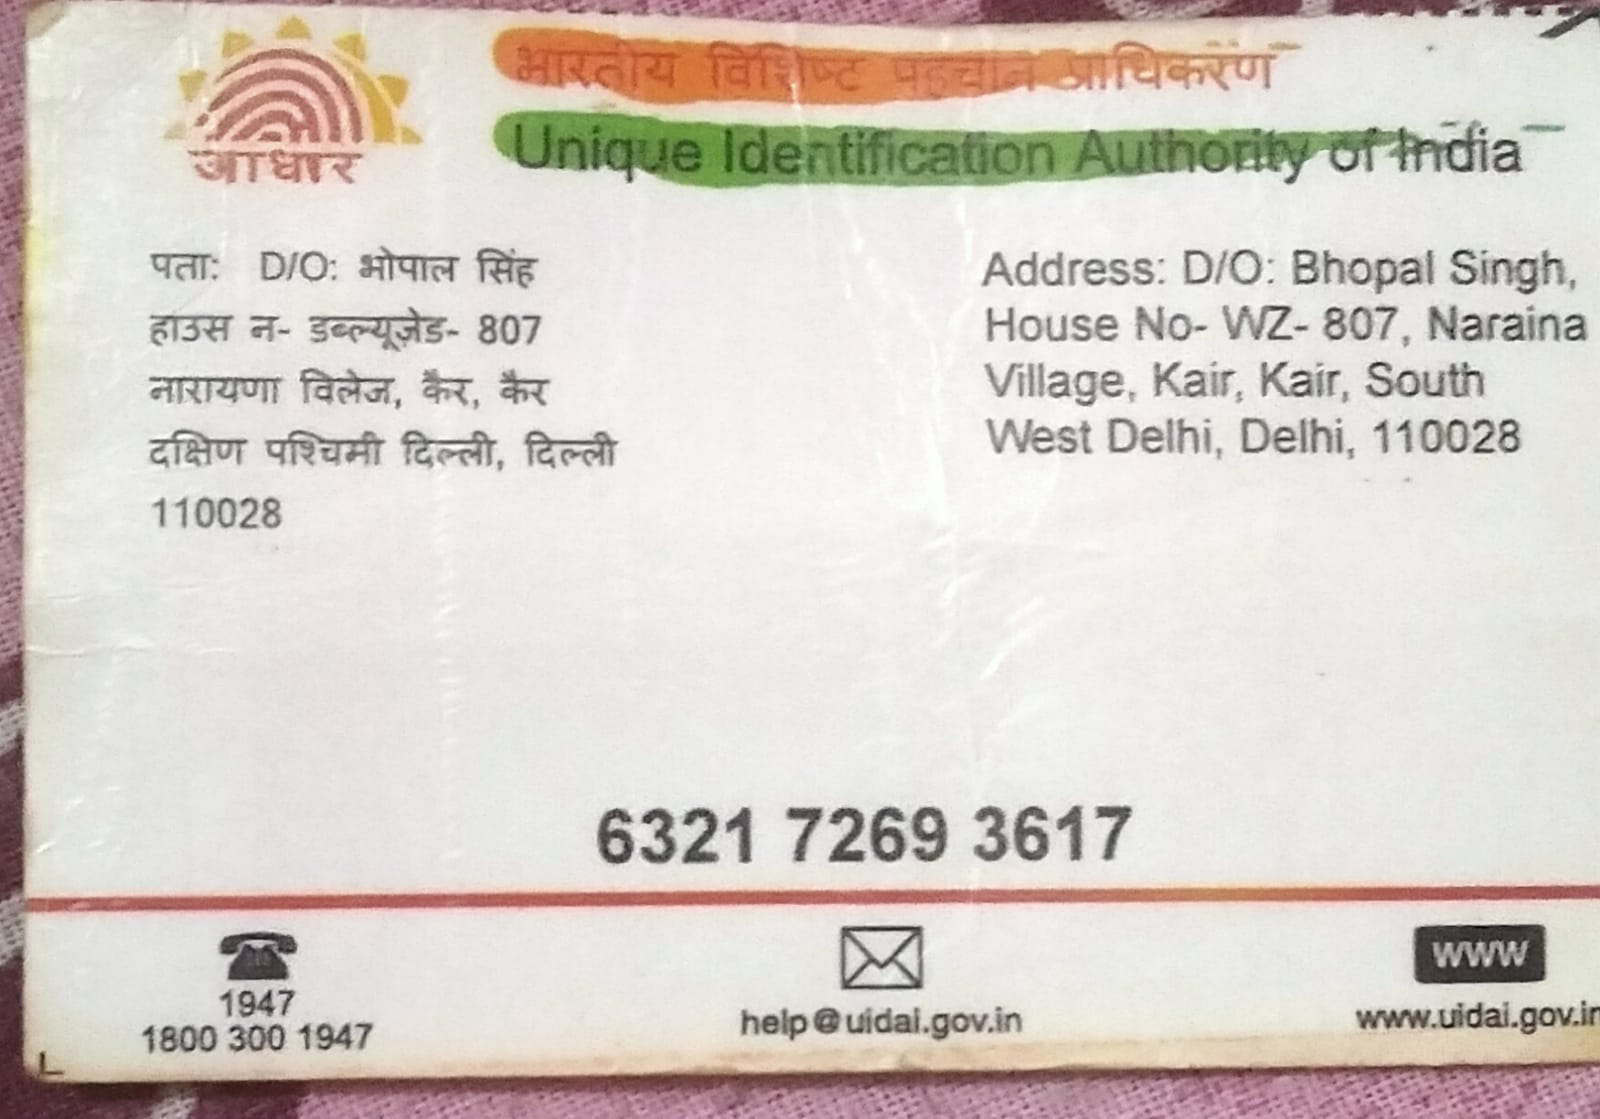 आधार
भारतीय विशिष्ट पहचान प्राधिकरण
Unique Identification Authority of India
पता: D/O: भोपाल सिंह
हाउस न- डब्ल्यूज़ेड- 807
नारायणा विलेज, कैर, कैर
दक्षिण पश्चिमी दिल्ली, दिल्ली
110028
Address: D/O: Bhopal Singh,
House No- WZ- 807, Naraina
Village, Kair, Kair, South
West Delhi, Delhi, 110028
6321 7269 3617
1947
1800 300 1947
help@uidai.gov.in
www
www.uidai.gov.in